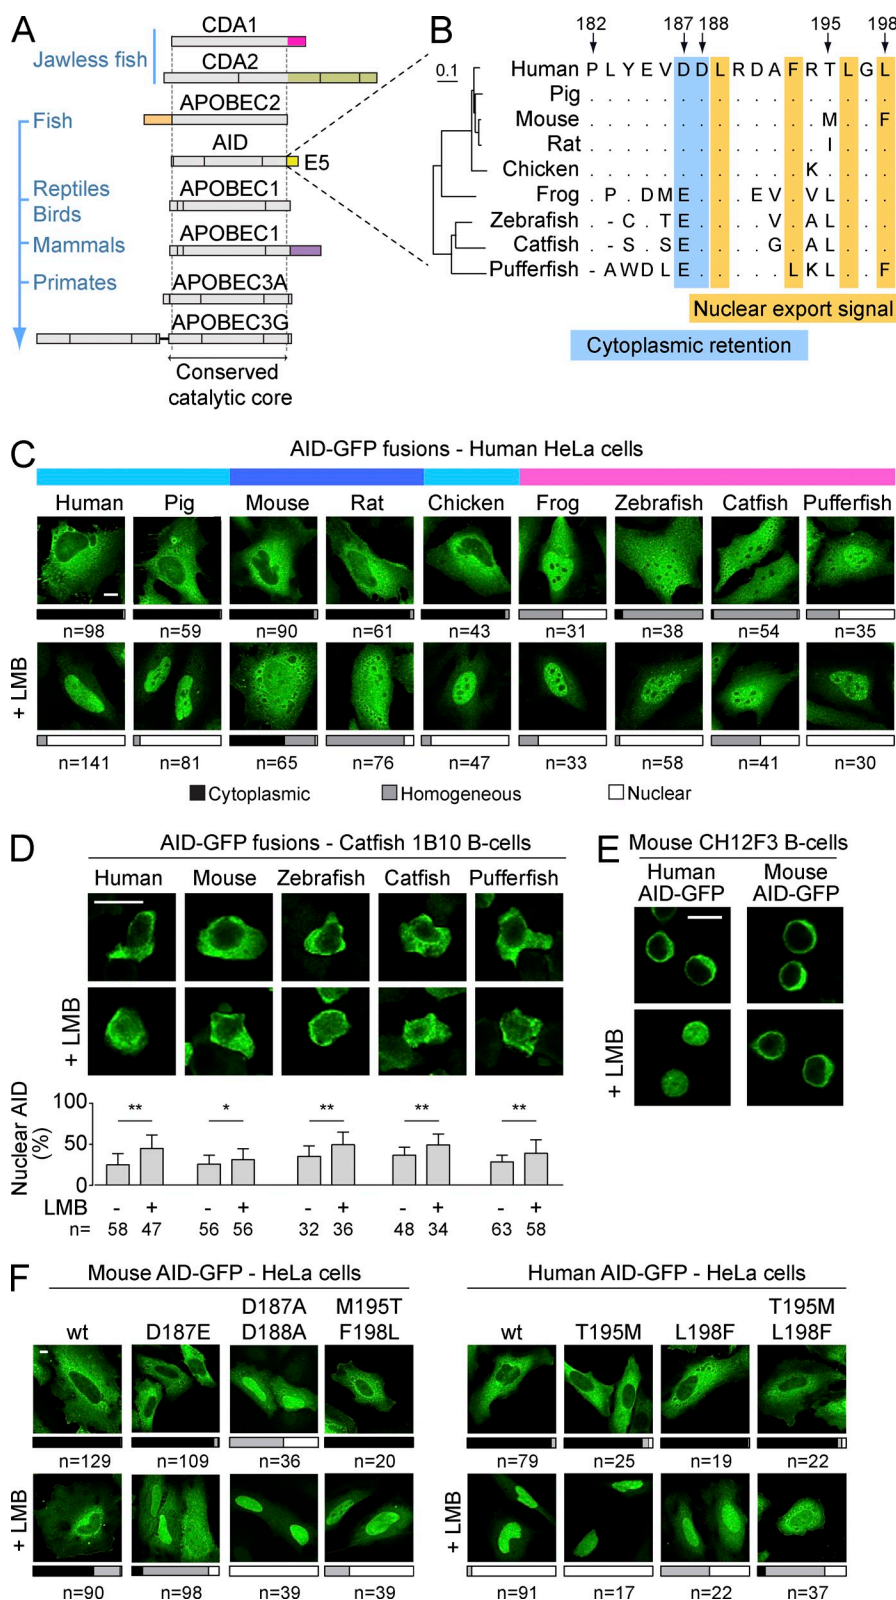 A
CDA1
Jawless fish
CDA2
APOBEC2
Fish
AID
E5
Reptiles
Birds
APOBEC1
Mammals
APOBEC1
Primates
APOBEC3A
APOBEC3G
Conserved
catalytic core
B
182 187 188 195 198
0.1
Human P L Y E V D D L R D A F R T L G L
Pig . . . . . . . . . . . . . . . . .
Mouse . . . . . . . . . . . . . M . . F
Rat . . . . . . . . . . . . . I . . .
Chicken . . . . . . . . . . . . K . . . .
Frog . P . D M E . . . E V . V L . . .
Zebrafish . - C . T E . . . . V . A L . . .
Catfish . - S . S E . . . . G . A L . . .
Pufferfish - A W D L E . . . . . L K L . . F
Nuclear export signal
Cytoplasmic retention
C
AID-GFP fusions - Human HeLa cells
Human Pig Mouse Rat Chicken Frog Zebrafish Catfish Pufferfish
n=98 n=59 n=90 n=61 n=43 n=31 n=38 n=54 n=35
+ LMB
n=141 n=81 n=65 n=76 n=47 n=33 n=58 n=41 n=30
Cytoplasmic Homogeneous Nuclear
D
AID-GFP fusions - Catfish 1B10 B-cells
Human Mouse Zebrafish Catfish Pufferfish
+ LMB
Nuclear AID
(%)
100
50
0
** * ** ** **
LMB - + - + - + - + - +
n= 58 47 56 56 32 36 48 34 63 58
E
Mouse CH12F3 B-cells
Human
AID-GFP
Mouse
AID-GFP
+ LMB
F
Mouse AID-GFP - HeLa cells
wt
D187E
D187A
D188A
M195T
F198L
n=129 n=109 n=36 n=20
+ LMB
n=90 n=98 n=39 n=39
Human AID-GFP - HeLa cells
wt
T195M
L198F
T195M
L198F
n=79 n=25 n=19 n=22
+ LMB
n=91 n=17 n=22 n=37